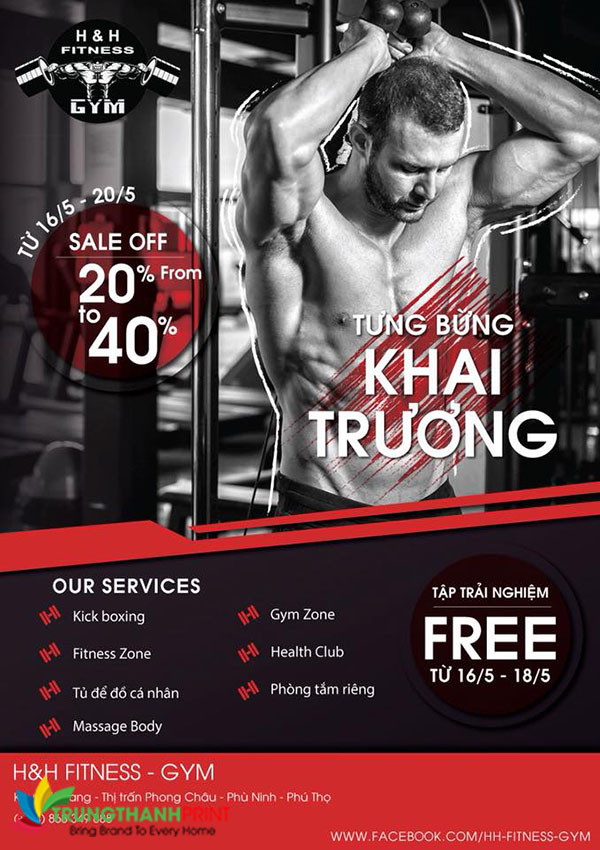 H & H
FITNESS
GYM
TỪ 16/5 - 20/5
SALE OFF
20% From
to
40%
TƯNG BỪNG
KHAI
TRƯƠNG
OUR SERVICES
Kick boxing
Fitness Zone
Tủ để đồ cá nhân
Massage Body
Gym Zone
Health Club
Phòng tắm riêng
TẬP TRẢI NGHIỆM
FREE
TỪ 16/5 - 18/5
H&H FITNESS - GYM
- Thị trấn Phong Châu - Phù Ninh - Phú Thọ
TRUNGTHANHPRINT
Bring Brand To Every Home
WWW.FACEBOOK.COM/HH-FITNESS-GYM